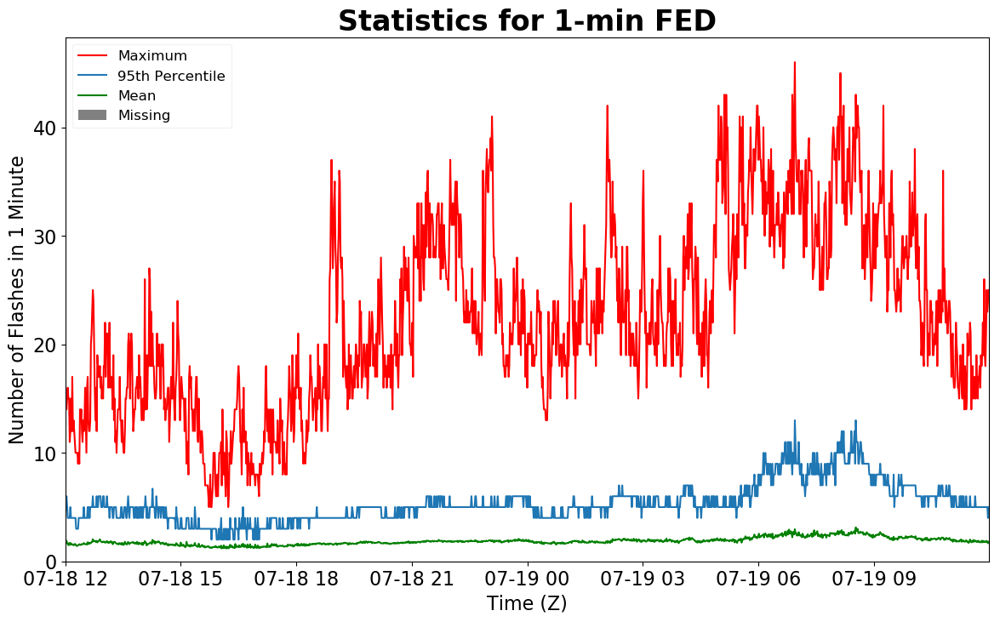 Statistics for 1-min FED
Maximum
95th Percentile
Mean
Missing
Number of Flashes in 1 Minute
40
30
20
10
0
07-18 12 07-18 15 07-18 18 07-18 21 07-19 00 07-19 03 07-19 06 07-19 09
Time (Z)